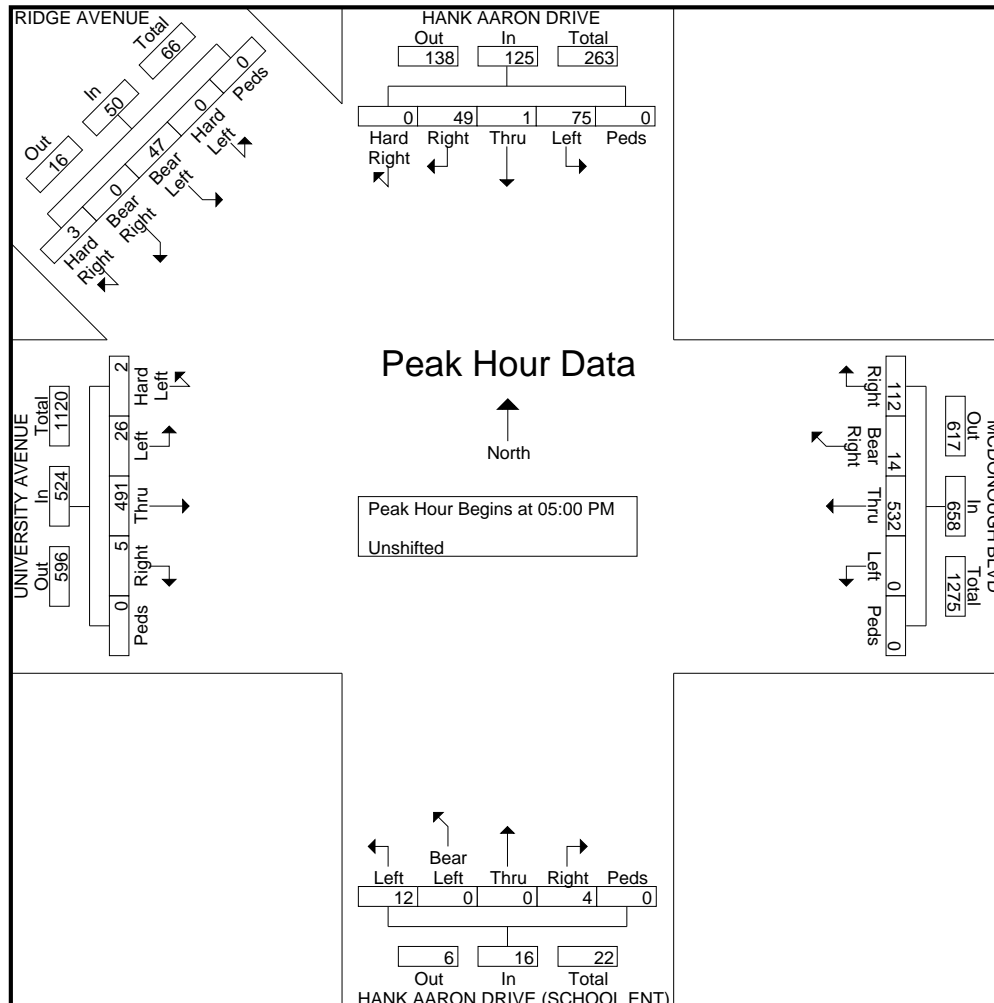 RIDGE AVENUE
Total
66
In
50
Out
16
0
Peds
0
Hard
Left
47
Bear
Left
0
Bear
Right
3
Hard
Right
HANK AARON DRIVE
Out In Total
138 125 263
0 49 1 75 0
Hard
Right Right Thru Left Peds
Peak Hour Data
North
Peak Hour Begins at 05:00 PM
Unshifted
UNIVERSITY AVENUE
Out In Total
596 524 1120
2
Hard
Left
26
Left
491
Thru
5
Right
0
Peds
MCDONOUGH BLVD
Out In Total
617 658 1275
112
Right
14
Bear
Right
532
Thru
0
Left
0
Peds
Bear
Left Left Thru Right Peds
12 0 0 4 0
6 16 22
Out In Total
HANK AARON DRIVE (SCHOOL ENT)